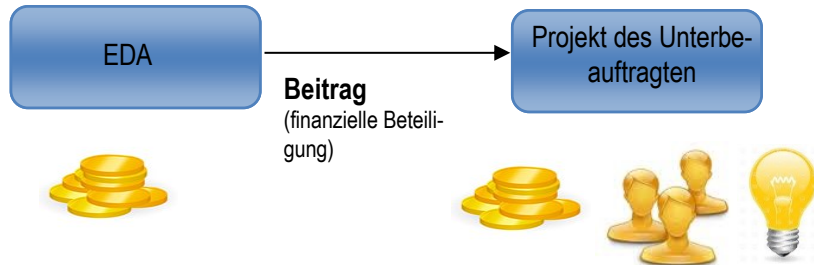 EDA
Projekt des Unterbe-
auftragten
Beitrag
(finanzielle Beteili-
gung)